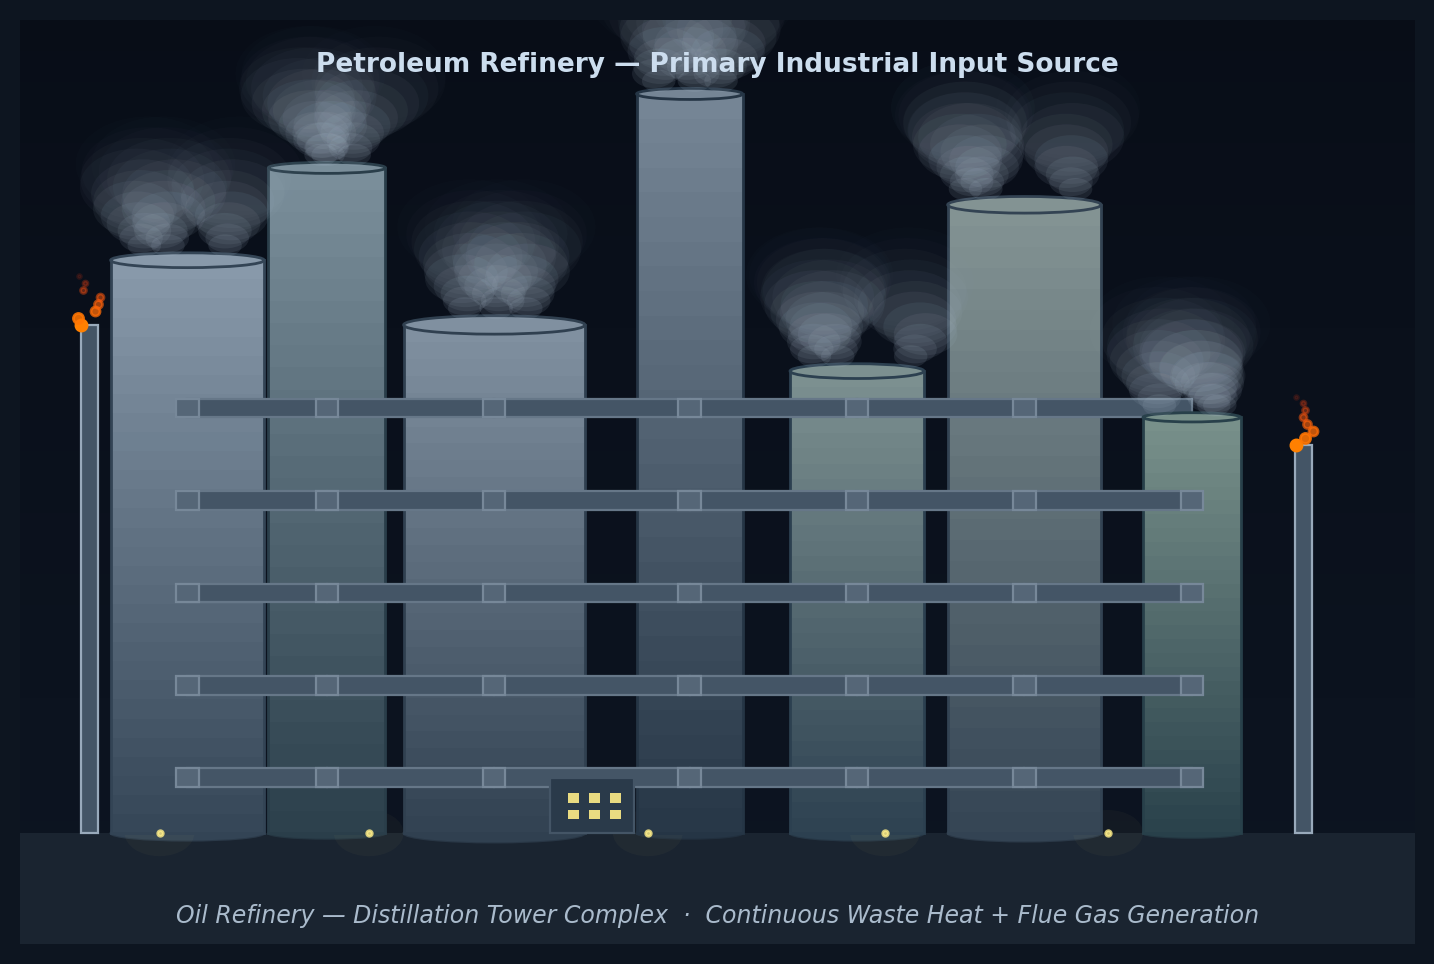 Petroleum Refinery — Primary Industrial Input Source
Oil Refinery — Distillation Tower Complex · Continuous Waste Heat + Flue Gas Generation